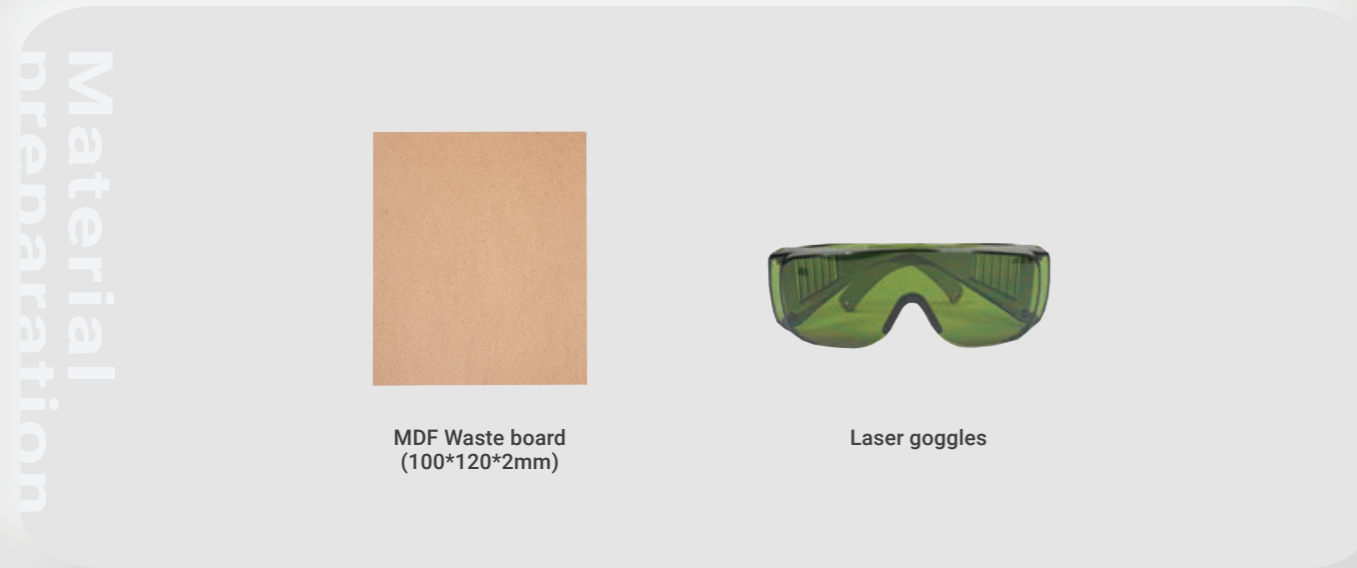 Material
preparation
MDF Waste board
(100*120*2mm)
Laser goggles